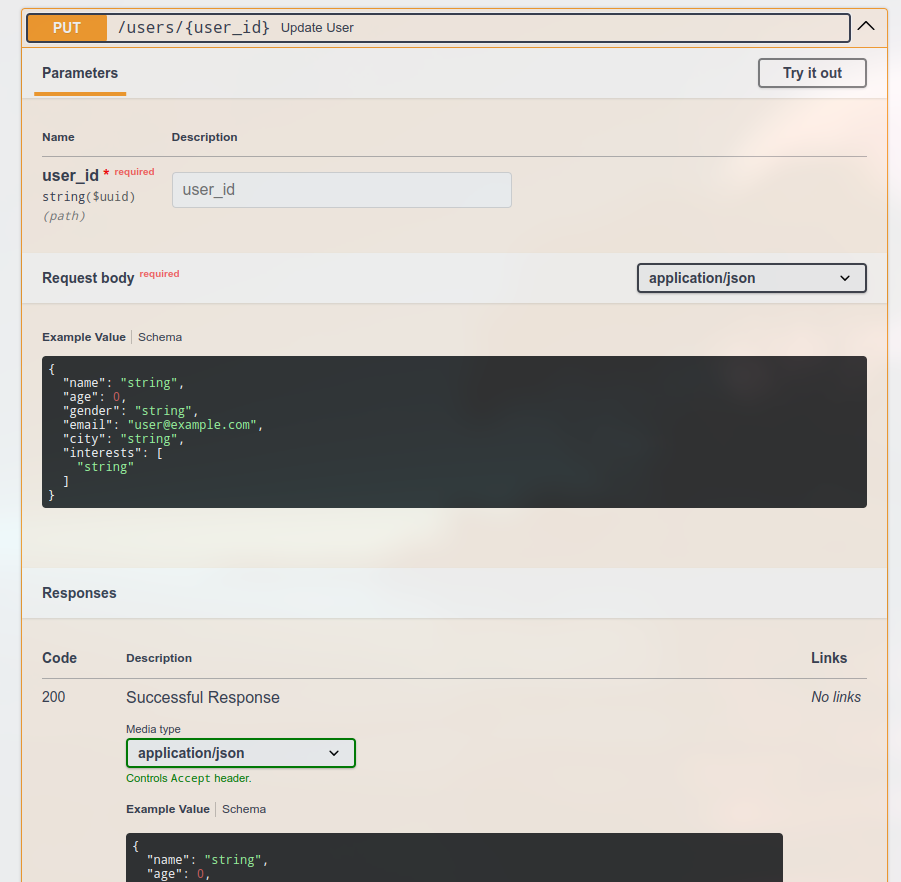 PUT /users/{user_id} Update User
Parameters
Try it out
Name Description
user_id * required
string($uuid)
(path)
user_id
Request body required
application/json
Example Value | Schema
{
  "name": "string",
  "age": 0,
  "gender": "string",
  "email": "user@example.com",
  "city": "string",
  "interests": [
    "string"
  ]
}
Responses
Code Description Links
200 Successful Response No links
Media type
application/json
Controls Accept header.
Example Value | Schema
{
  "name": "string",
  "age": 0,